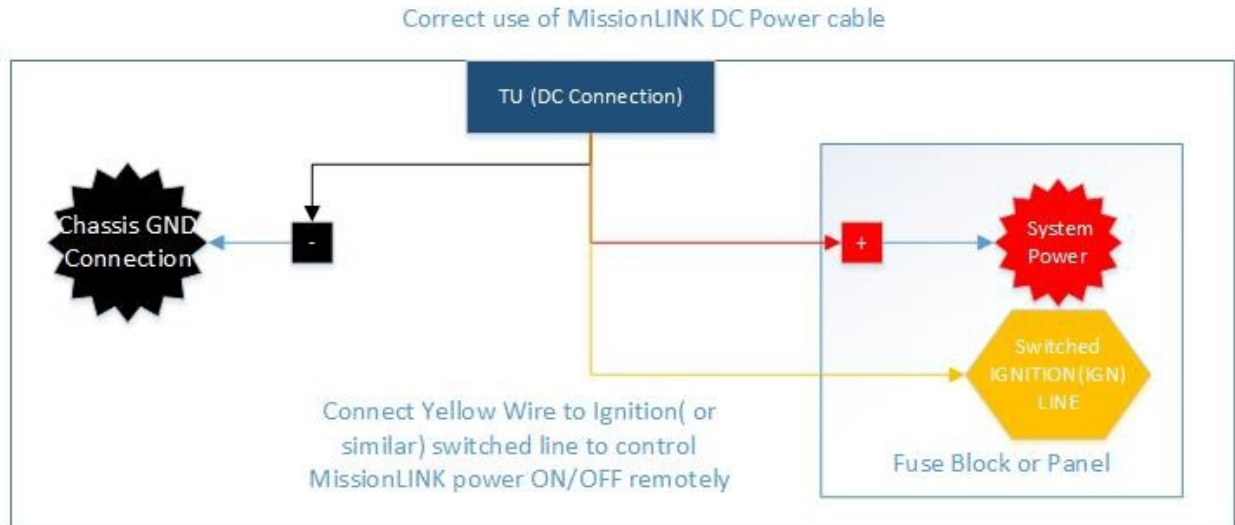 Correct use of MissionLINK DC Power cable
TU (DC Connection)
Chassis GND
Connection
-
+
System
Power
Switched
IGNITION(IGN)
LINE
Connect Yellow Wire to Ignition( or
similar) switched line to control
MissionLINK power ON/OFF remotely
Fuse Block or Panel